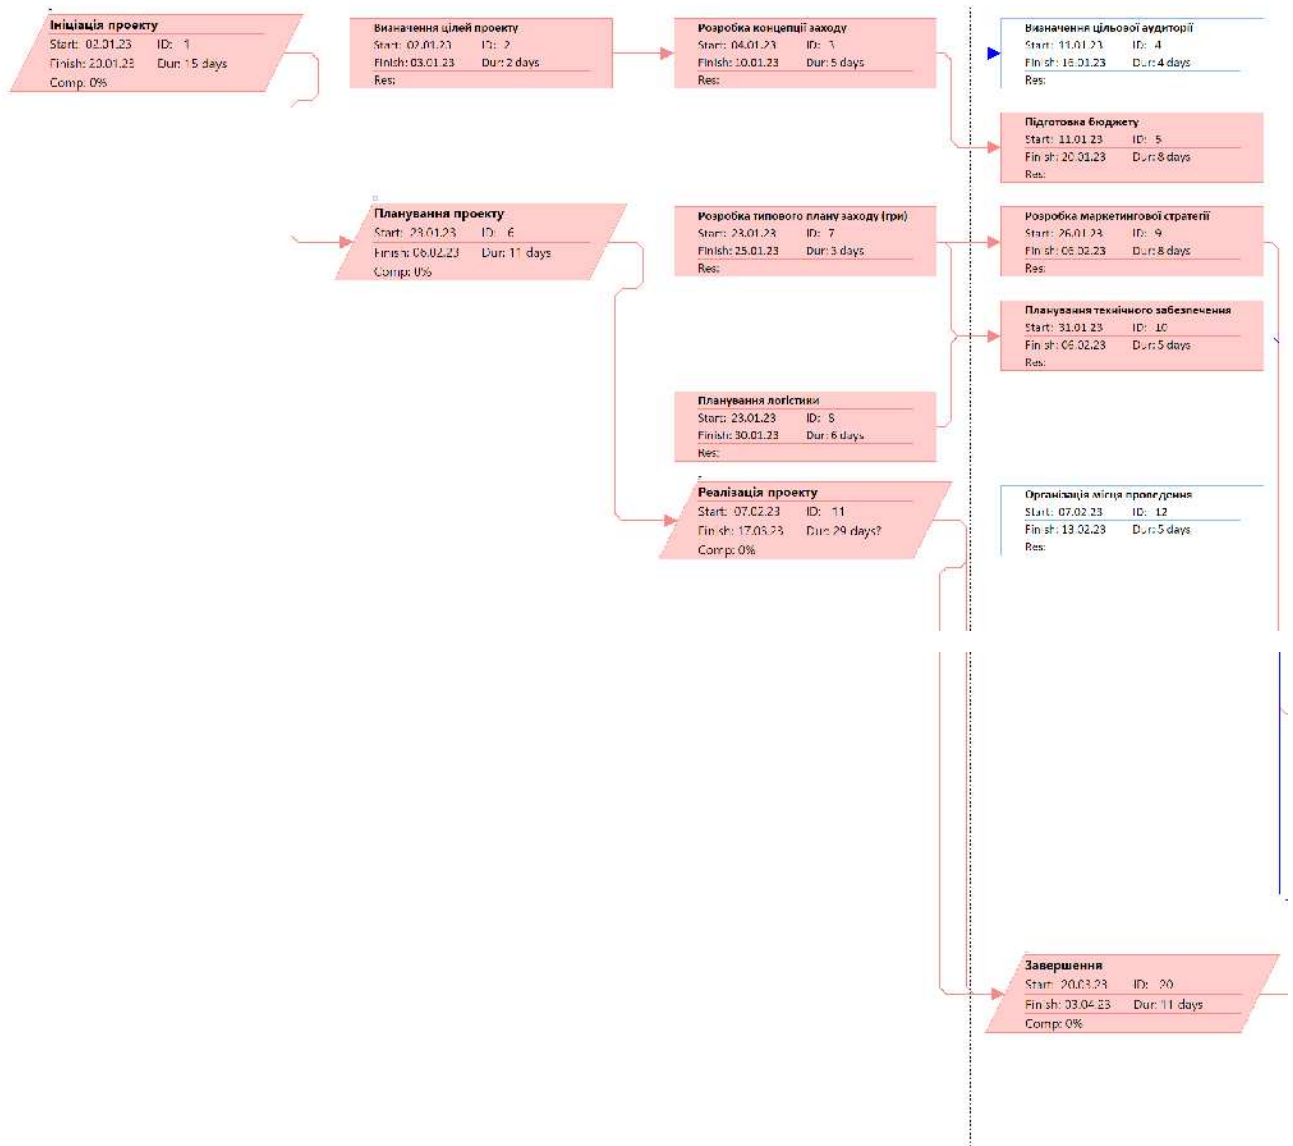 Ініціація проекту
Start: 02.01.23 ID: 1
Finish: 20.01.23 Dur: 15 days
Comp: 0%
Визначення цілей проекту
Start: 02.01.23 ID: 2
Finish: 03.01.23 Dur: 2 days
Res:
Розробка концепції заходу
Start: 04.01.23 ID: 3
Finish: 10.01.23 Dur: 5 days
Res:
Визначення цільової аудиторії
Start: 11.01.23 ID: 4
Finish: 16.01.23 Dur: 4 days
Res:
Підготовка бюджету
Start: 11.01.23 ID: 5
Finish: 20.01.23 Dur: 8 days
Res:
Планування проекту
Start: 23.01.23 ID: 6
Finish: 06.02.23 Dur: 11 days
Comp: 0%
Розробка типового плану заходу (гри)
Start: 23.01.23 ID: 7
Finish: 25.01.23 Dur: 3 days
Res:
Розробка маркетингової стратегії
Start: 26.01.23 ID: 9
Finish: 06.02.23 Dur: 8 days
Res:
Планування технічного забезпечення
Start: 31.01.23 ID: 10
Finish: 06.02.23 Dur: 5 days
Res:
Планування логістики
Start: 23.01.23 ID: 8
Finish: 30.01.23 Dur: 6 days
Res:
Реалізація проекту
Start: 07.02.23 ID: 11
Finish: 17.03.23 Dur: 29 days?
Comp: 0%
Організація місця проведення
Start: 07.02.23 ID: 12
Finish: 13.02.23 Dur: 5 days
Res:
Завершення
Start: 20.03.23 ID: 20
Finish: 03.04.23 Dur: 11 days
Comp: 0%